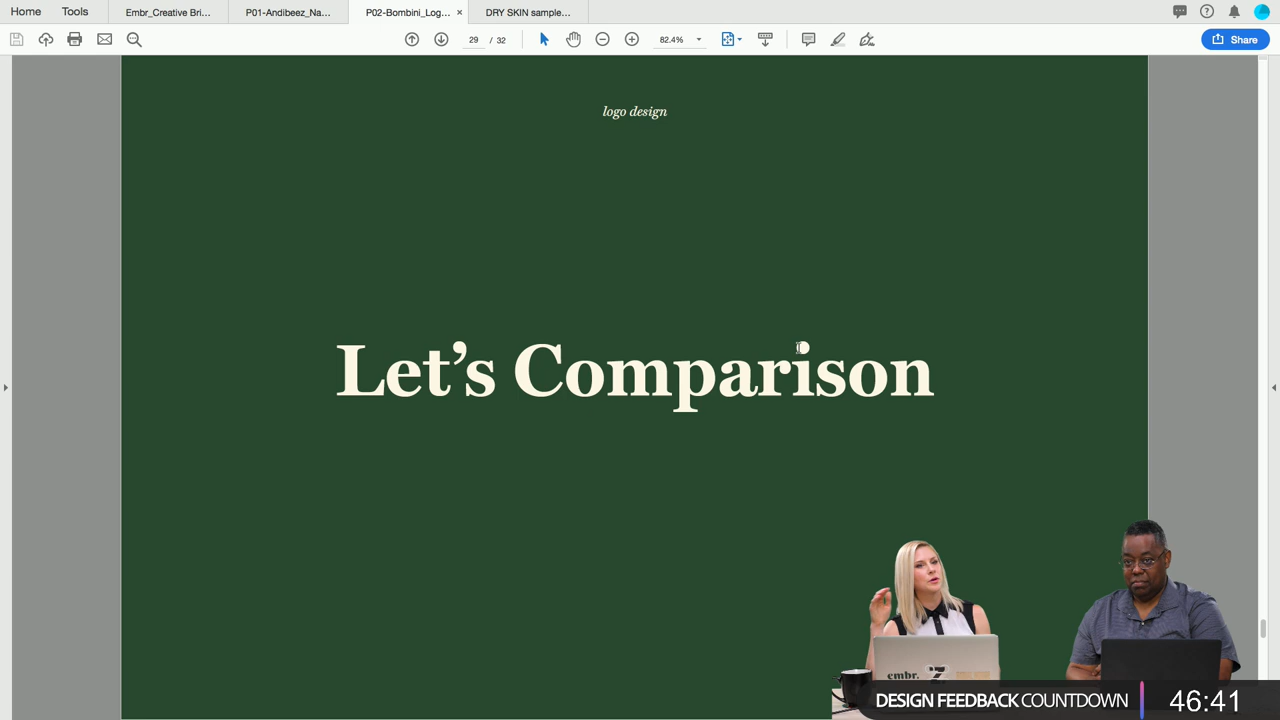 Home Tools Embr_Creative Bri... P01-Andibeez_Na... P02-Bombini_Log... × DRY SKIN sample...
29 / 32 82.4% Share
logo design
Let’s Comparison
embr.
DESIGN FEEDBACK COUNTDOWN 46:41